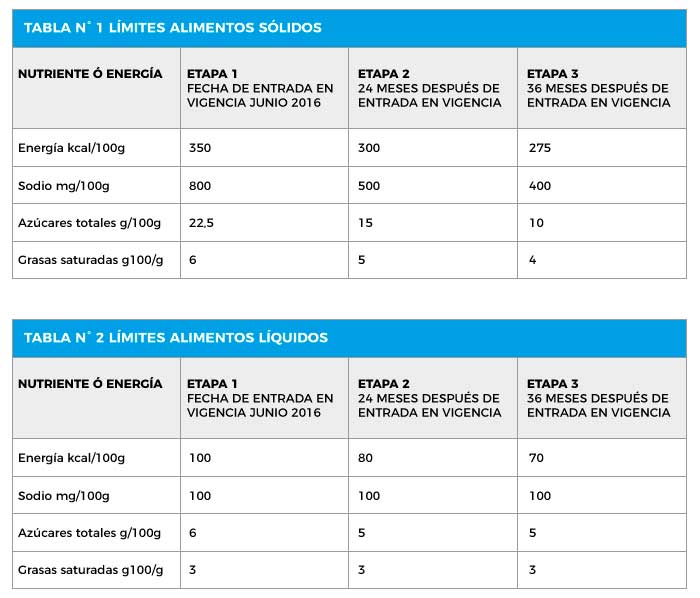 TABLA N° 1 LÍMITES ALIMENTOS SÓLIDOS
NUTRIENTE Ó ENERGÍA
ETAPA 1
FECHA DE ENTRADA EN
VIGENCIA JUNIO 2016
ETAPA 2
24 MESES DESPUÉS DE
ENTRADA EN VIGENCIA
ETAPA 3
36 MESES DESPUÉS DE
ENTRADA EN VIGENCIA
Energía kcal/100g 350 300 275
Sodio mg/100g 800 500 400
Azúcares totales g/100g 22,5 15 10
Grasas saturadas g100/g 6 5 4
TABLA N° 2 LÍMITES ALIMENTOS LÍQUIDOS
NUTRIENTE Ó ENERGÍA
ETAPA 1
FECHA DE ENTRADA EN
VIGENCIA JUNIO 2016
ETAPA 2
24 MESES DESPUÉS DE
ENTRADA EN VIGENCIA
ETAPA 3
36 MESES DESPUÉS DE
ENTRADA EN VIGENCIA
Energía kcal/100g 100 80 70
Sodio mg/100g 100 100 100
Azúcares totales g/100g 6 5 5
Grasas saturadas g100/g 3 3 3